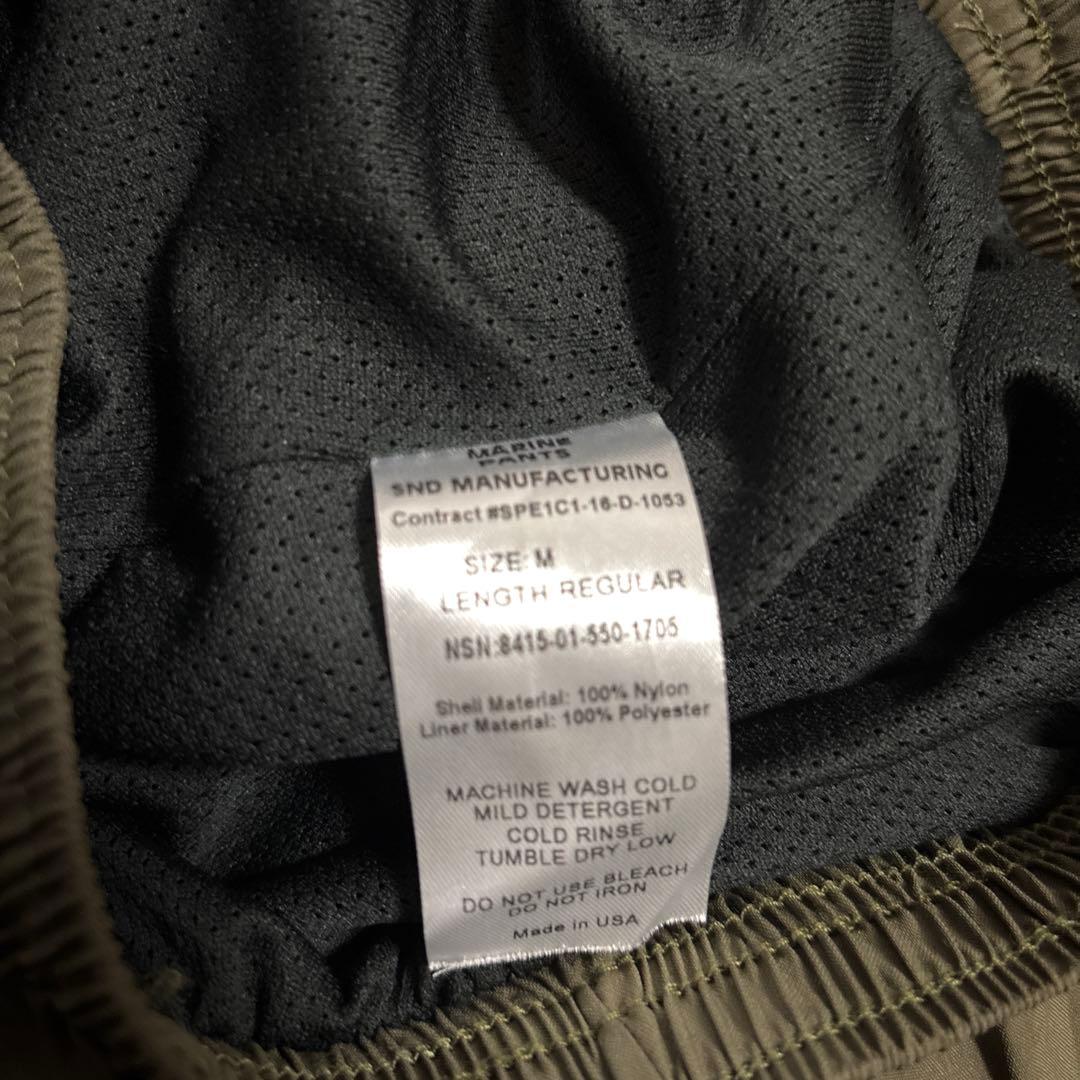 MARINE
PANTS
SND MANUFACTURING
Contract #SPE1C1-16-D-1053
SIZE: M
LENGTH REGULAR
NSN:8415-01-550-1705
Shell Material: 100% Nylon
Liner Material: 100% Polyester
MACHINE WASH COLD
MILD DETERGENT
COLD RINSE
TUMBLE DRY LOW
DO NOT USE BLEACH
DO NOT IRON
Made in USA